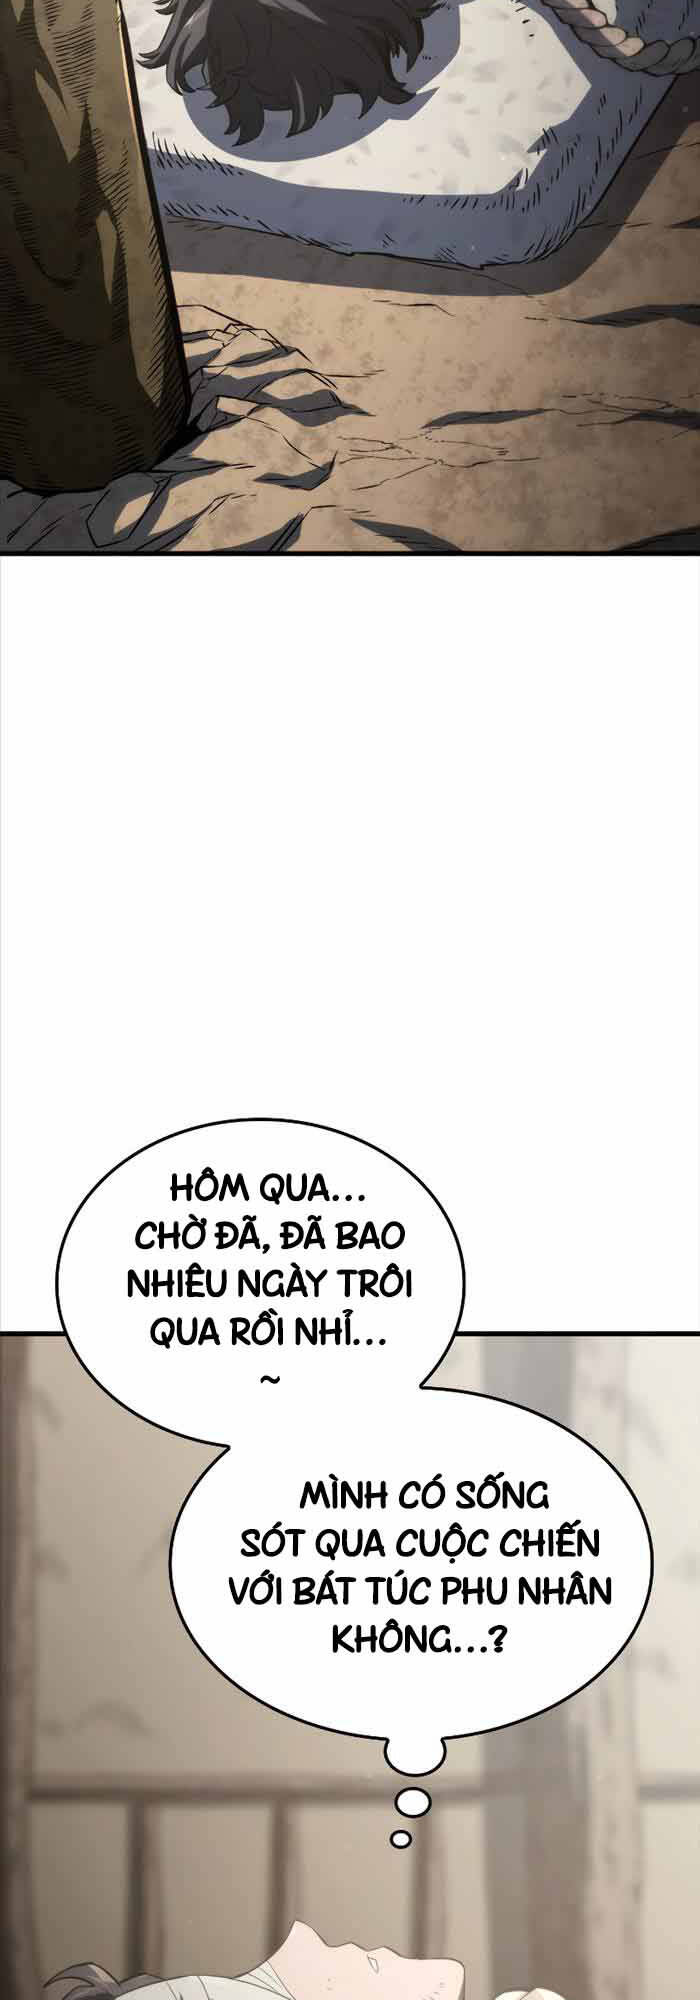 HÔM QUA...
CHỜ ĐÃ, ĐÃ BAO
NHIÊU NGÀY TRÔI
QUA RỒI NHỈ...
~
MÌNH CÓ SỐNG
SÓT QUA CUỘC CHIẾN
VỚI BÁT TÚC PHU NHÂN
KHÔNG...?